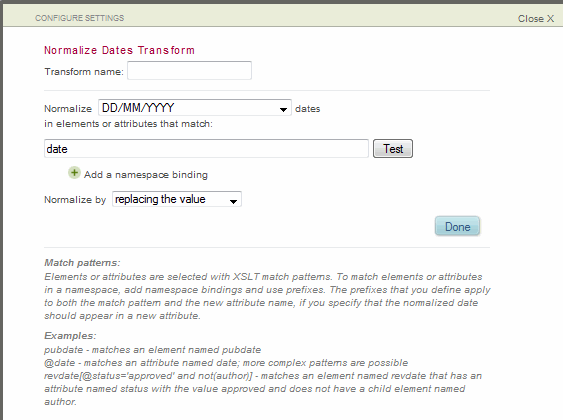 CONFIGURE SETTINGS Close X
Normalize Dates Transform
Transform name:
Normalize DD/MM/YYYY dates
in elements or attributes that match:
date Test
Add a namespace binding
Normalize by replacing the value
Done
Match patterns:
Elements or attributes are selected with XSLT match patterns. To match elements or attributes
in a namespace, add namespace bindings and use prefixes. The prefixes that you define apply
to both the match pattern and the new attribute name, if you specify that the normalized date
should appear in a new attribute.
Examples:
pubdate - matches an element named pubdate
@date - matches an attribute named date; more complex patterns are possible
revdate[@status='approved' and not(author)] - matches an element named revdate that has an
attribute named status with the value approved and does not have a child element named
author.